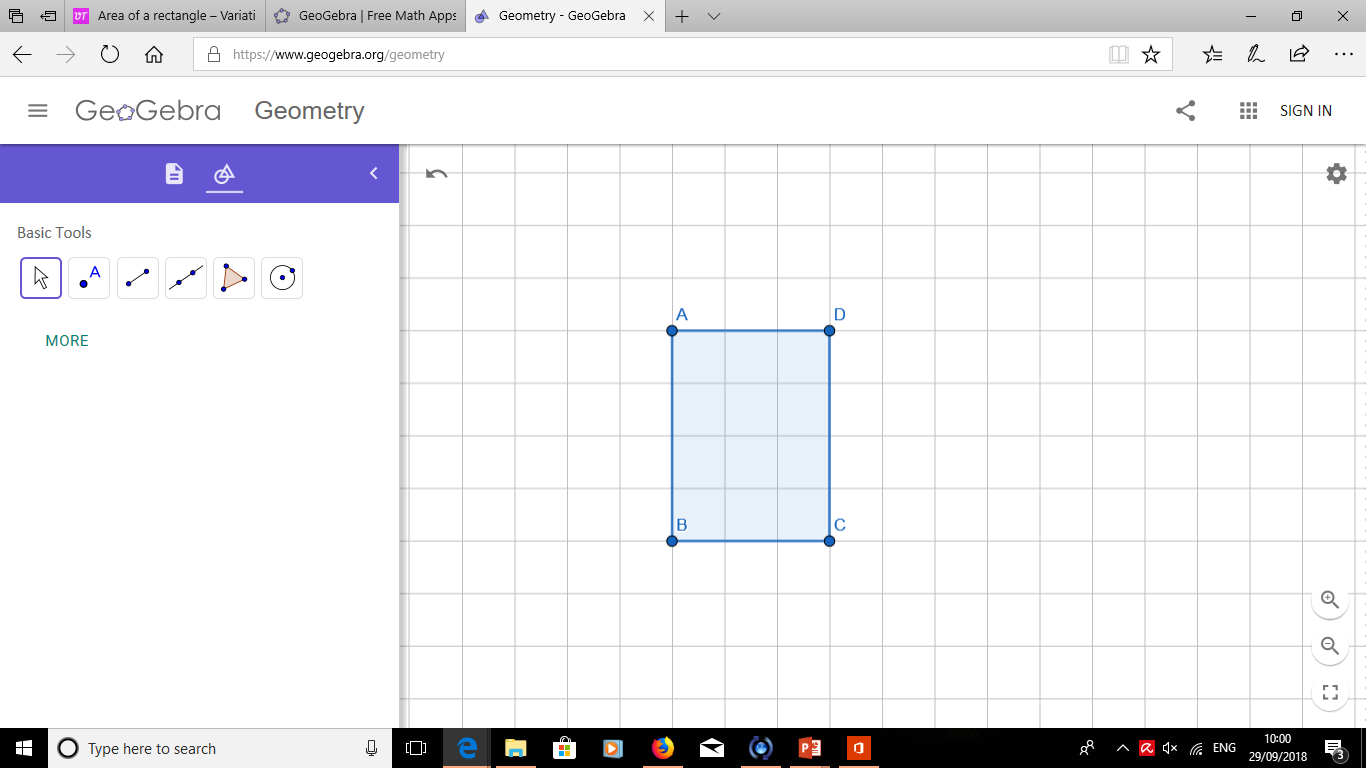 Area of a rectangle – Variati
GeoGebra | Free Math Apps
Geometry - GeoGebra
https://www.geogebra.org/geometry
GeoGebra
Geometry
SIGN IN
Basic Tools
A
MORE
A
D
B
C
Type here to search
ENG
10:00
29/09/2018
3